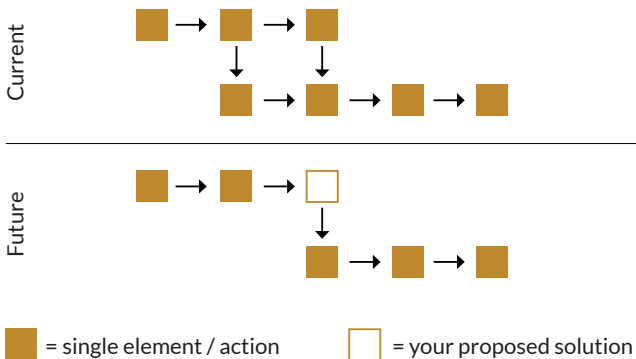 Current
Future
= single element / action
= your proposed solution